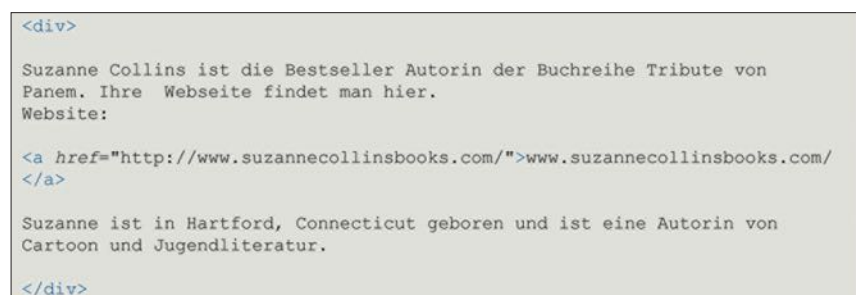 <div>
Suzanne Collins ist die Bestseller Autorin der Buchreihe Tribute von
Panem. Ihre  Webseite findet man hier.
Website:
<a href="http://www.suzannecollinsbooks.com/">www.suzannecollinsbooks.com/
</a>
Suzanne ist in Hartford, Connecticut geboren und ist eine Autorin von
Cartoon und Jugendliteratur.
</div>